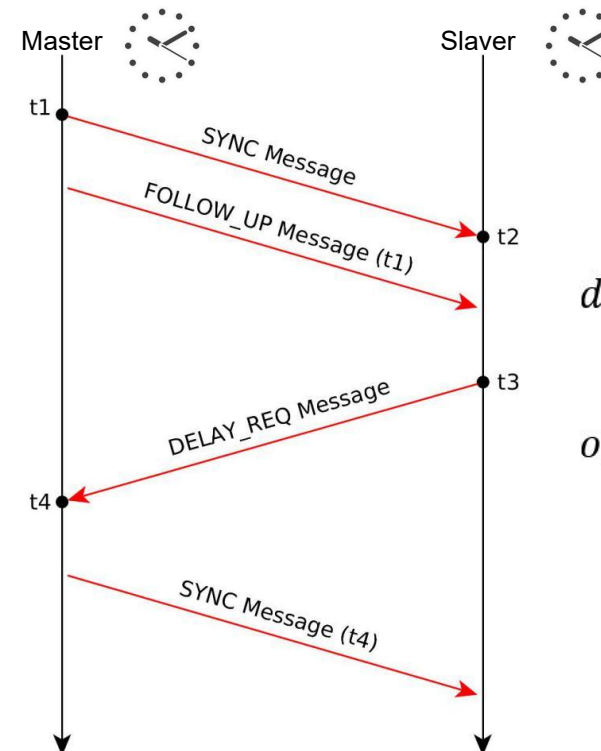 Master
Slaver
t1
SYNC Message
FOLLOW_UP Message (t1)
t2
d
t3
DELAY_REQ Message
o
t4
SYNC Message (t4)